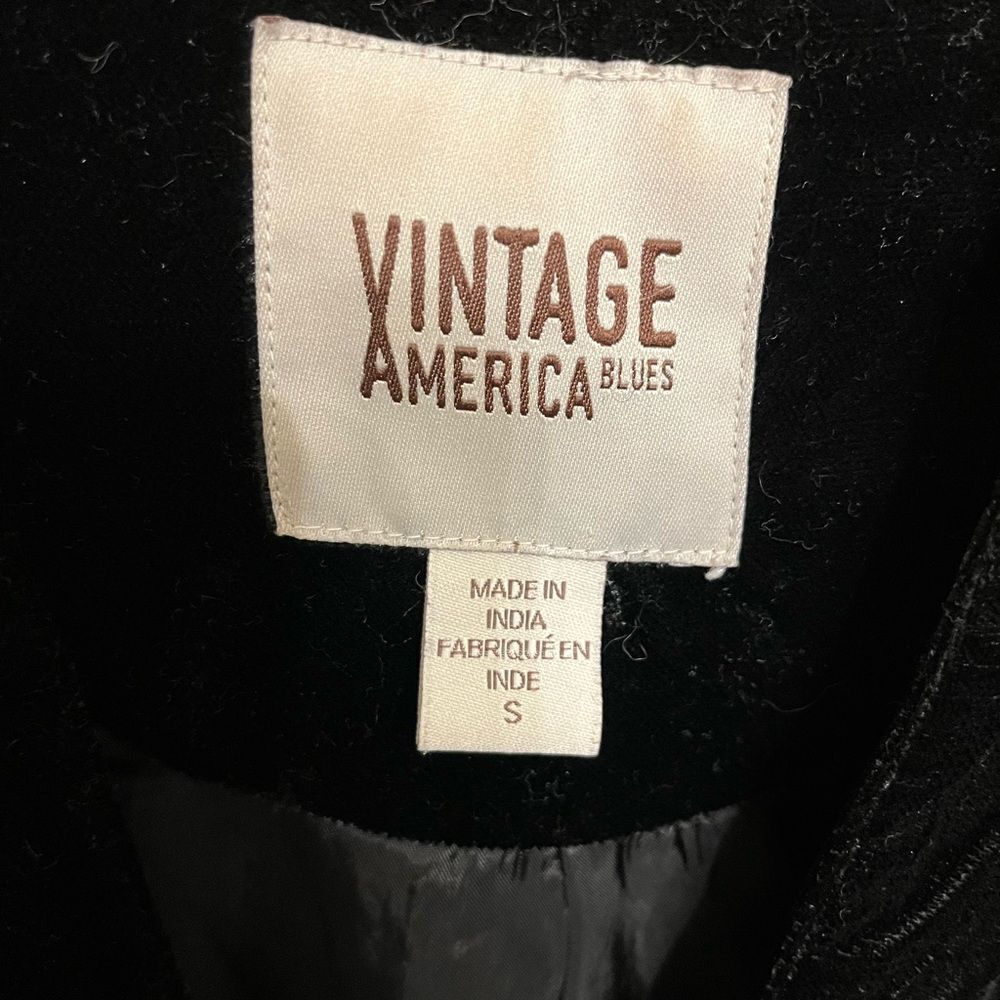 VINTAGE
AMERICA BLUES
MADE IN
INDIA
FABRIQUÉ EN
INDE
S